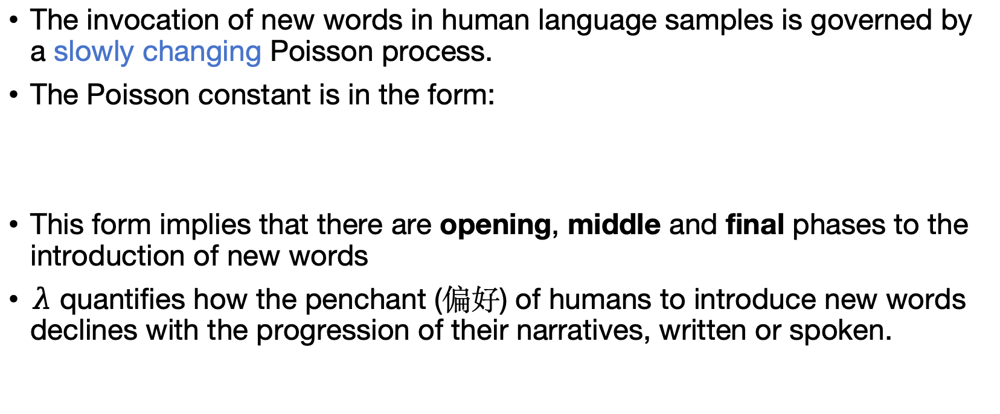 • The invocation of new words in human language samples is governed by
a slowly changing Poisson process.
• The Poisson constant is in the form:
• This form implies that there are opening, middle and final phases to the
introduction of new words
• λ quantifies how the penchant (偏好) of humans to introduce new words
declines with the progression of their narratives, written or spoken.